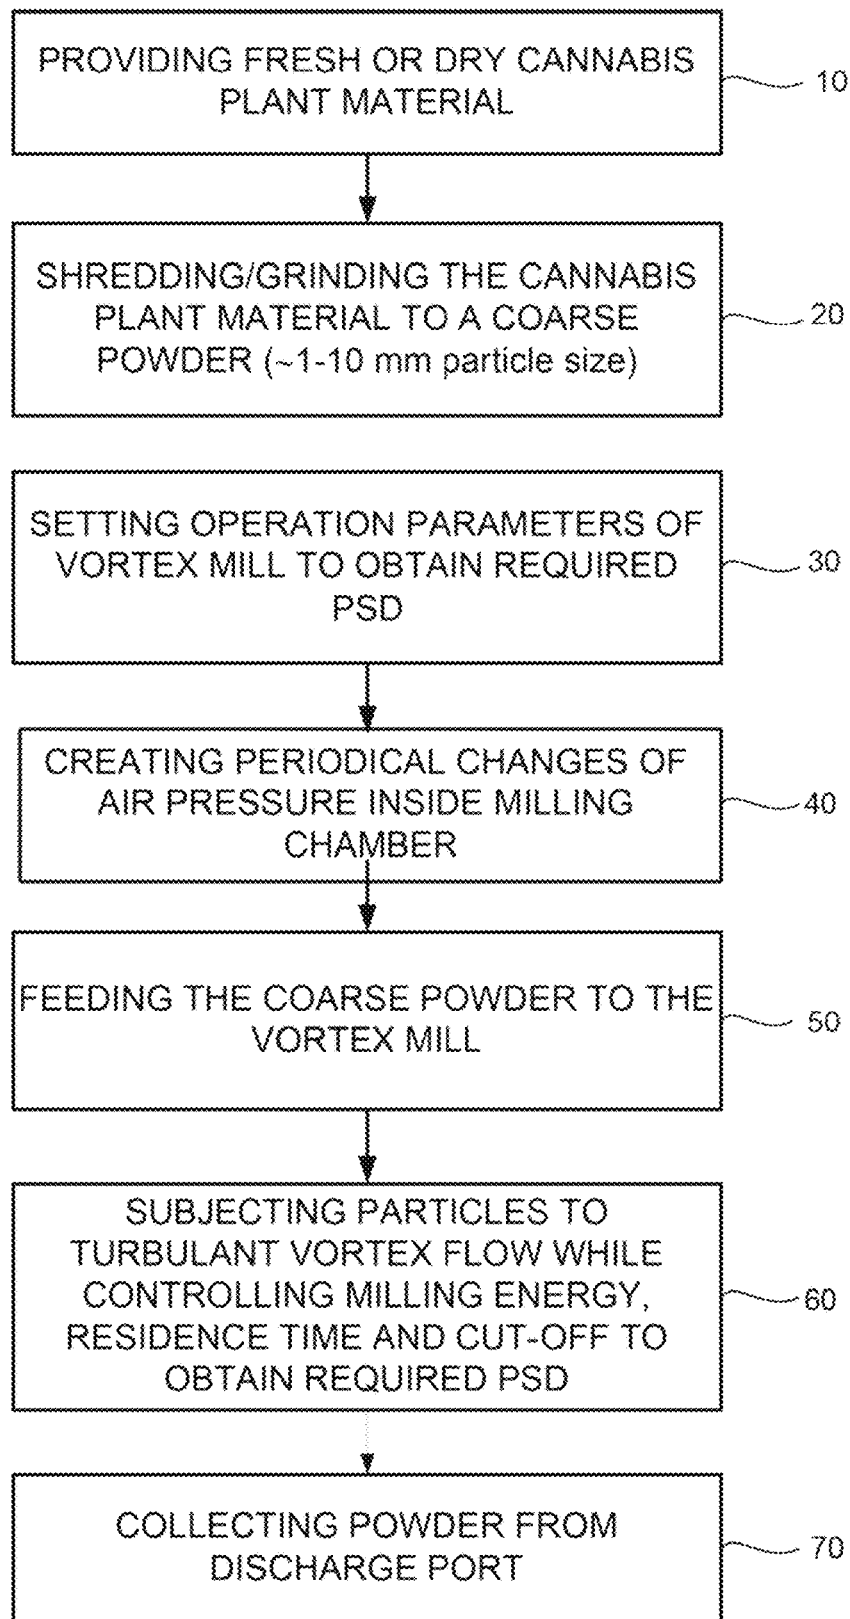 PROVIDING FRESH OR DRY CANNABIS
PLANT MATERIAL
10
SHREDDING/GRINDING THE CANNABIS
PLANT MATERIAL TO A COARSE
POWDER (~1-10 mm particle size)
20
SETTING OPERATION PARAMETERS OF
VORTEX MILL TO OBTAIN REQUIRED
PSD
30
CREATING PERIODICAL CHANGES OF
AIR PRESSURE INSIDE MILLING
CHAMBER
40
FEEDING THE COARSE POWDER TO THE
VORTEX MILL
50
SUBJECTING PARTICLES TO
TURBULANT VORTEX FLOW WHILE
CONTROLLING MILLING ENERGY,
RESIDENCE TIME AND CUT-OFF TO
OBTAIN REQUIRED PSD
60
COLLECTING POWDER FROM
DISCHARGE PORT
70